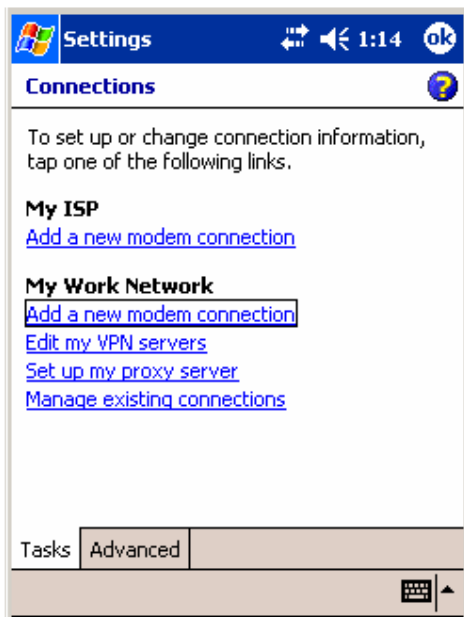 Settings 1:14 ok
Connections ?
To set up or change connection information,
tap one of the following links.
My ISP
Add a new modem connection
My Work Network
Add a new modem connection
Edit my VPN servers
Set up my proxy server
Manage existing connections
Tasks Advanced